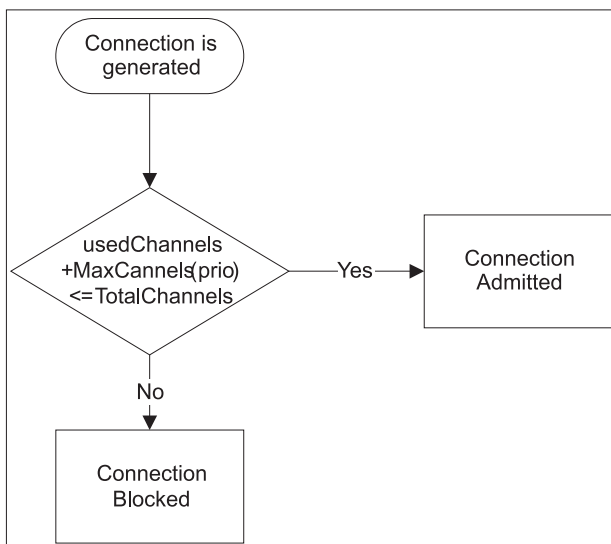 Connection is
generated
usedChannels
+MaxCannels(prio)
<=TotalChannels
Yes
Connection
Admitted
No
Connection
Blocked